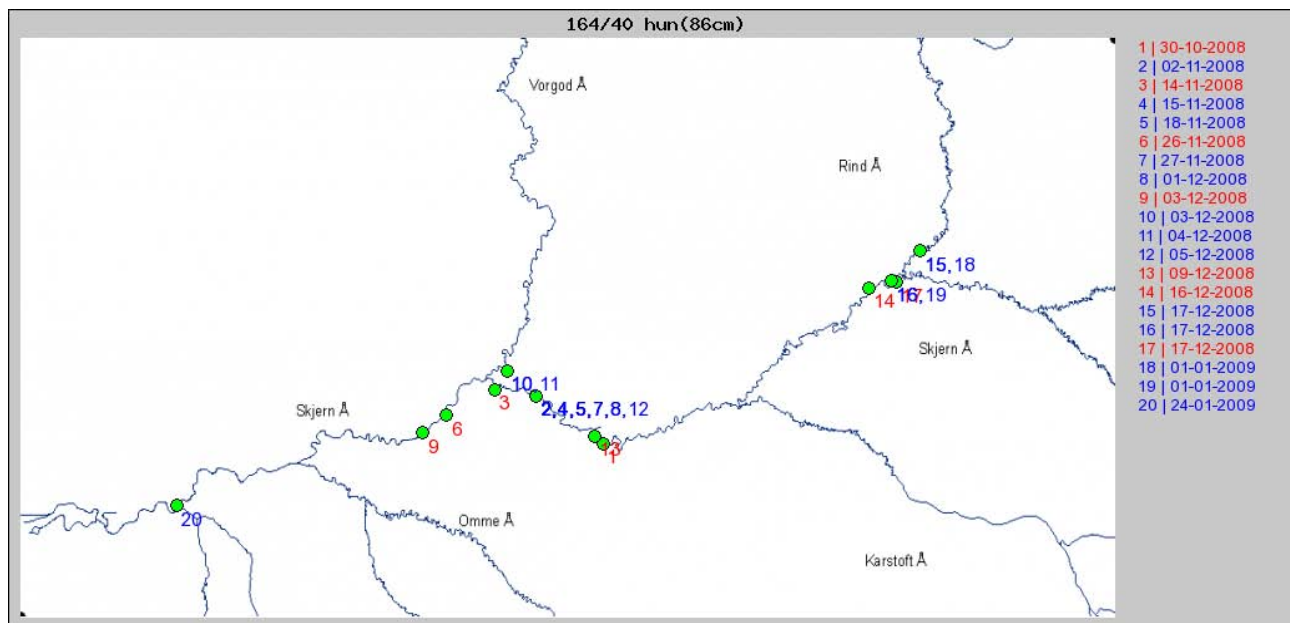 164/40 hun(86cm)
Vorgod Å
Rind Å
15,18
14 16,19
17
Skjern Å
10,11
3
2,4,5,7,8,12
Skjern Å
6
9
13
1
20
Omme Å
Karstoft Å
1 | 30-10-2008
2 | 02-11-2008
3 | 14-11-2008
4 | 15-11-2008
5 | 18-11-2008
6 | 26-11-2008
7 | 27-11-2008
8 | 01-12-2008
9 | 03-12-2008
10 | 03-12-2008
11 | 04-12-2008
12 | 05-12-2008
13 | 09-12-2008
14 | 16-12-2008
15 | 17-12-2008
16 | 17-12-2008
17 | 17-12-2008
18 | 01-01-2009
19 | 01-01-2009
20 | 24-01-2009